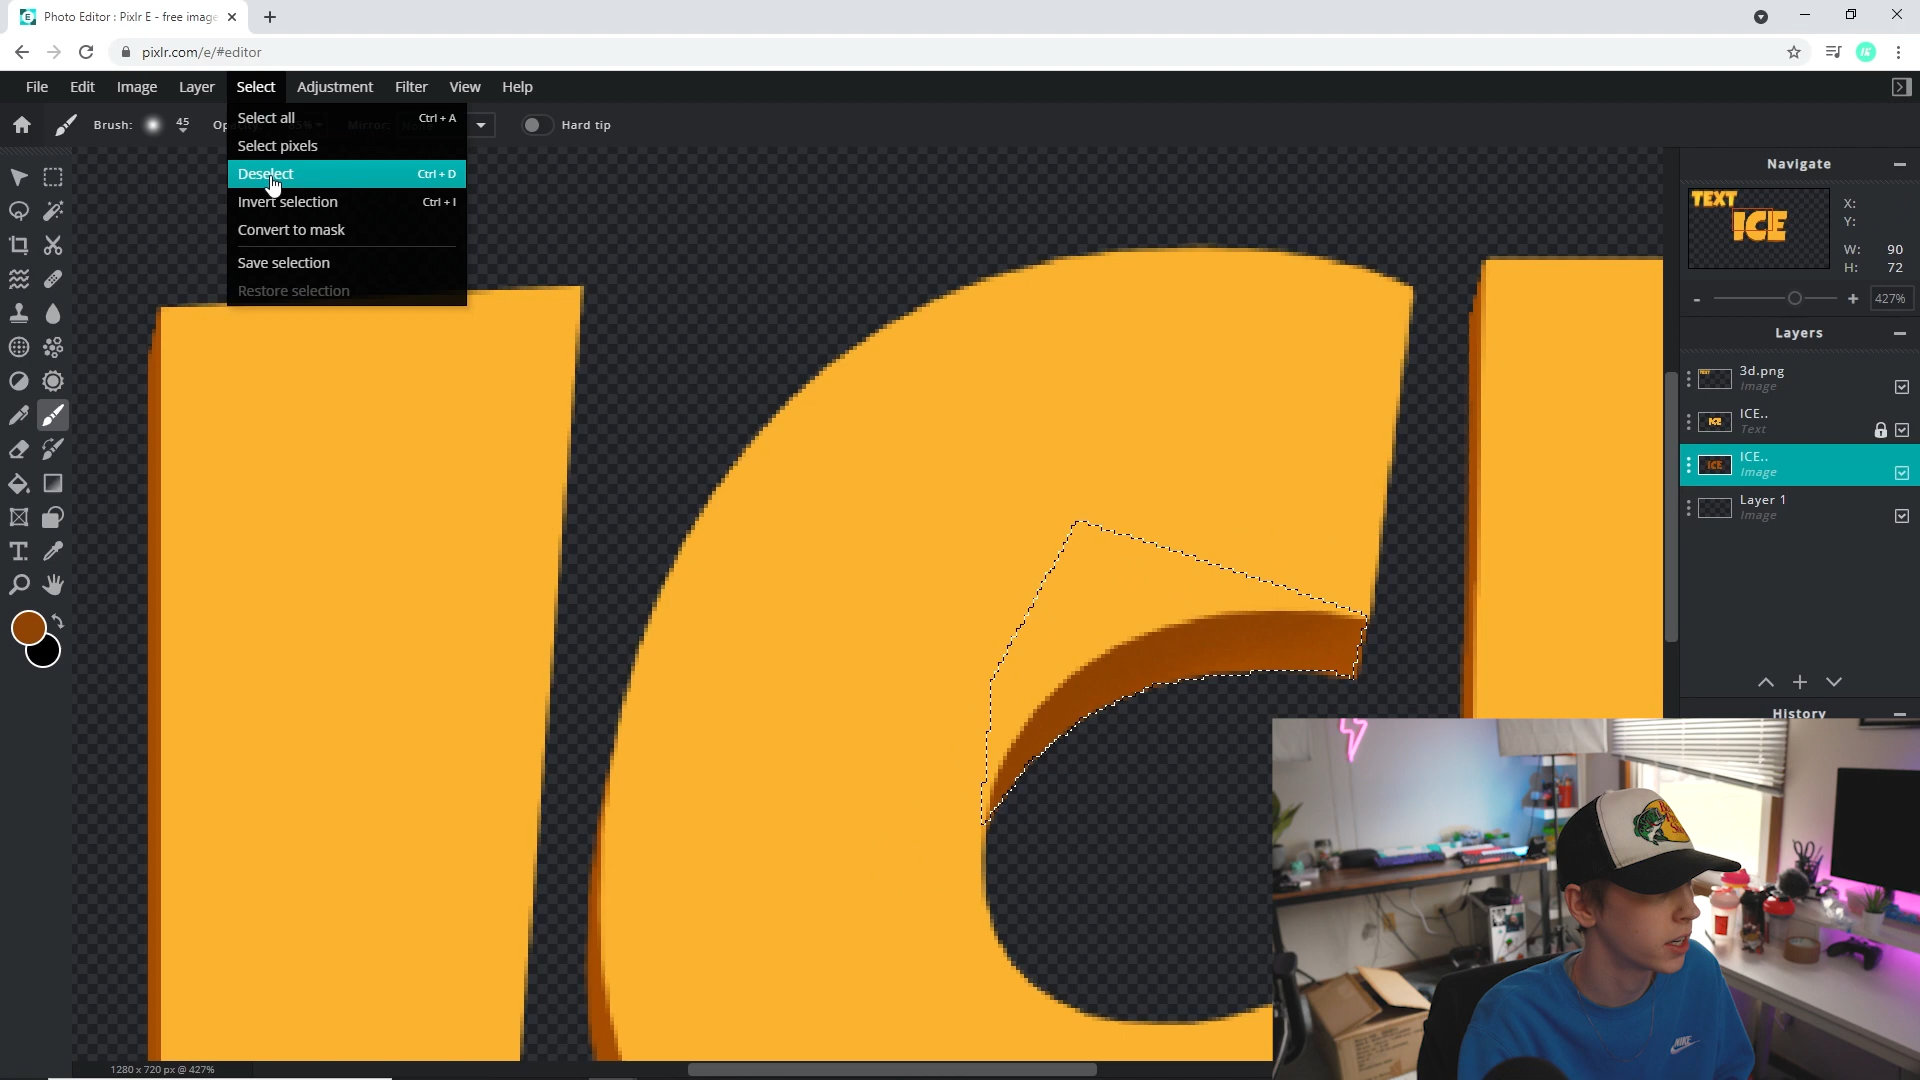 Photo Editor : Pixlr E - free image
pixlr.com/e/#editor
File Edit Image Layer Select Adjustment Filter View Help
Brush: 45 Hard tip
Select all Ctrl + A
Select pixels
Deselect Ctrl + D
Invert selection Ctrl + I
Convert to mask
Save selection
Restore selection
Navigate
TEXT
ICE
X:
Y:
W: 90
H: 72
- + 427%
Layers
3d.png
Image
ICE..
Text
ICE..
Image
Layer 1
Image
History
NIKE
1280 x 720 px @ 427%